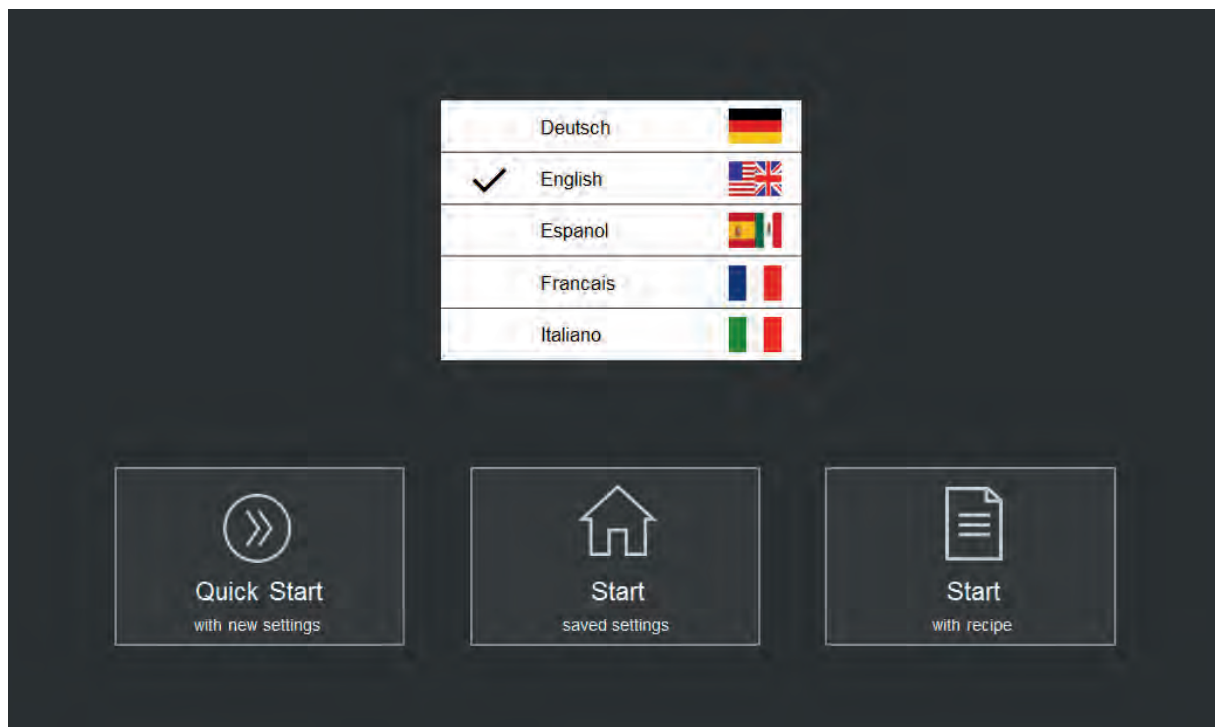 Deutsch
English
Espanol
Francais
Italiano
Quick Start
with new settings
Start
saved settings
Start
with recipe